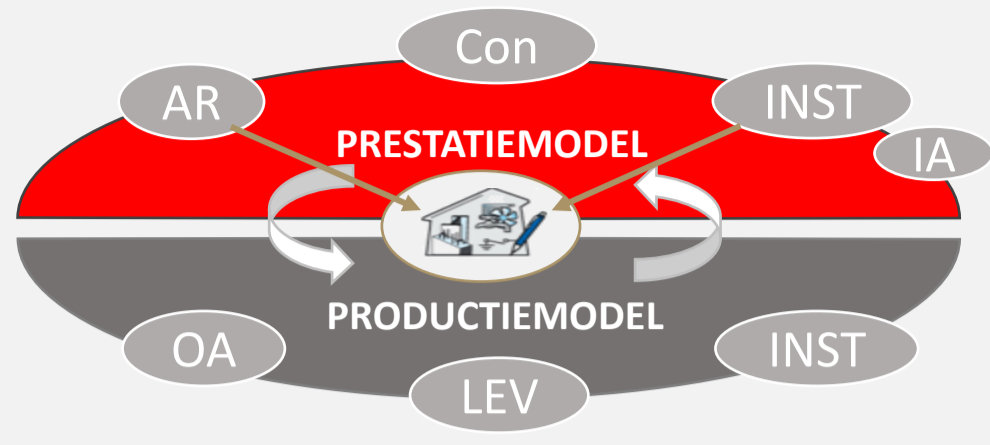 Con
AR
INST
IA
PRESTATIEMODEL
PRODUCTIEMODEL
OA
INST
LEV